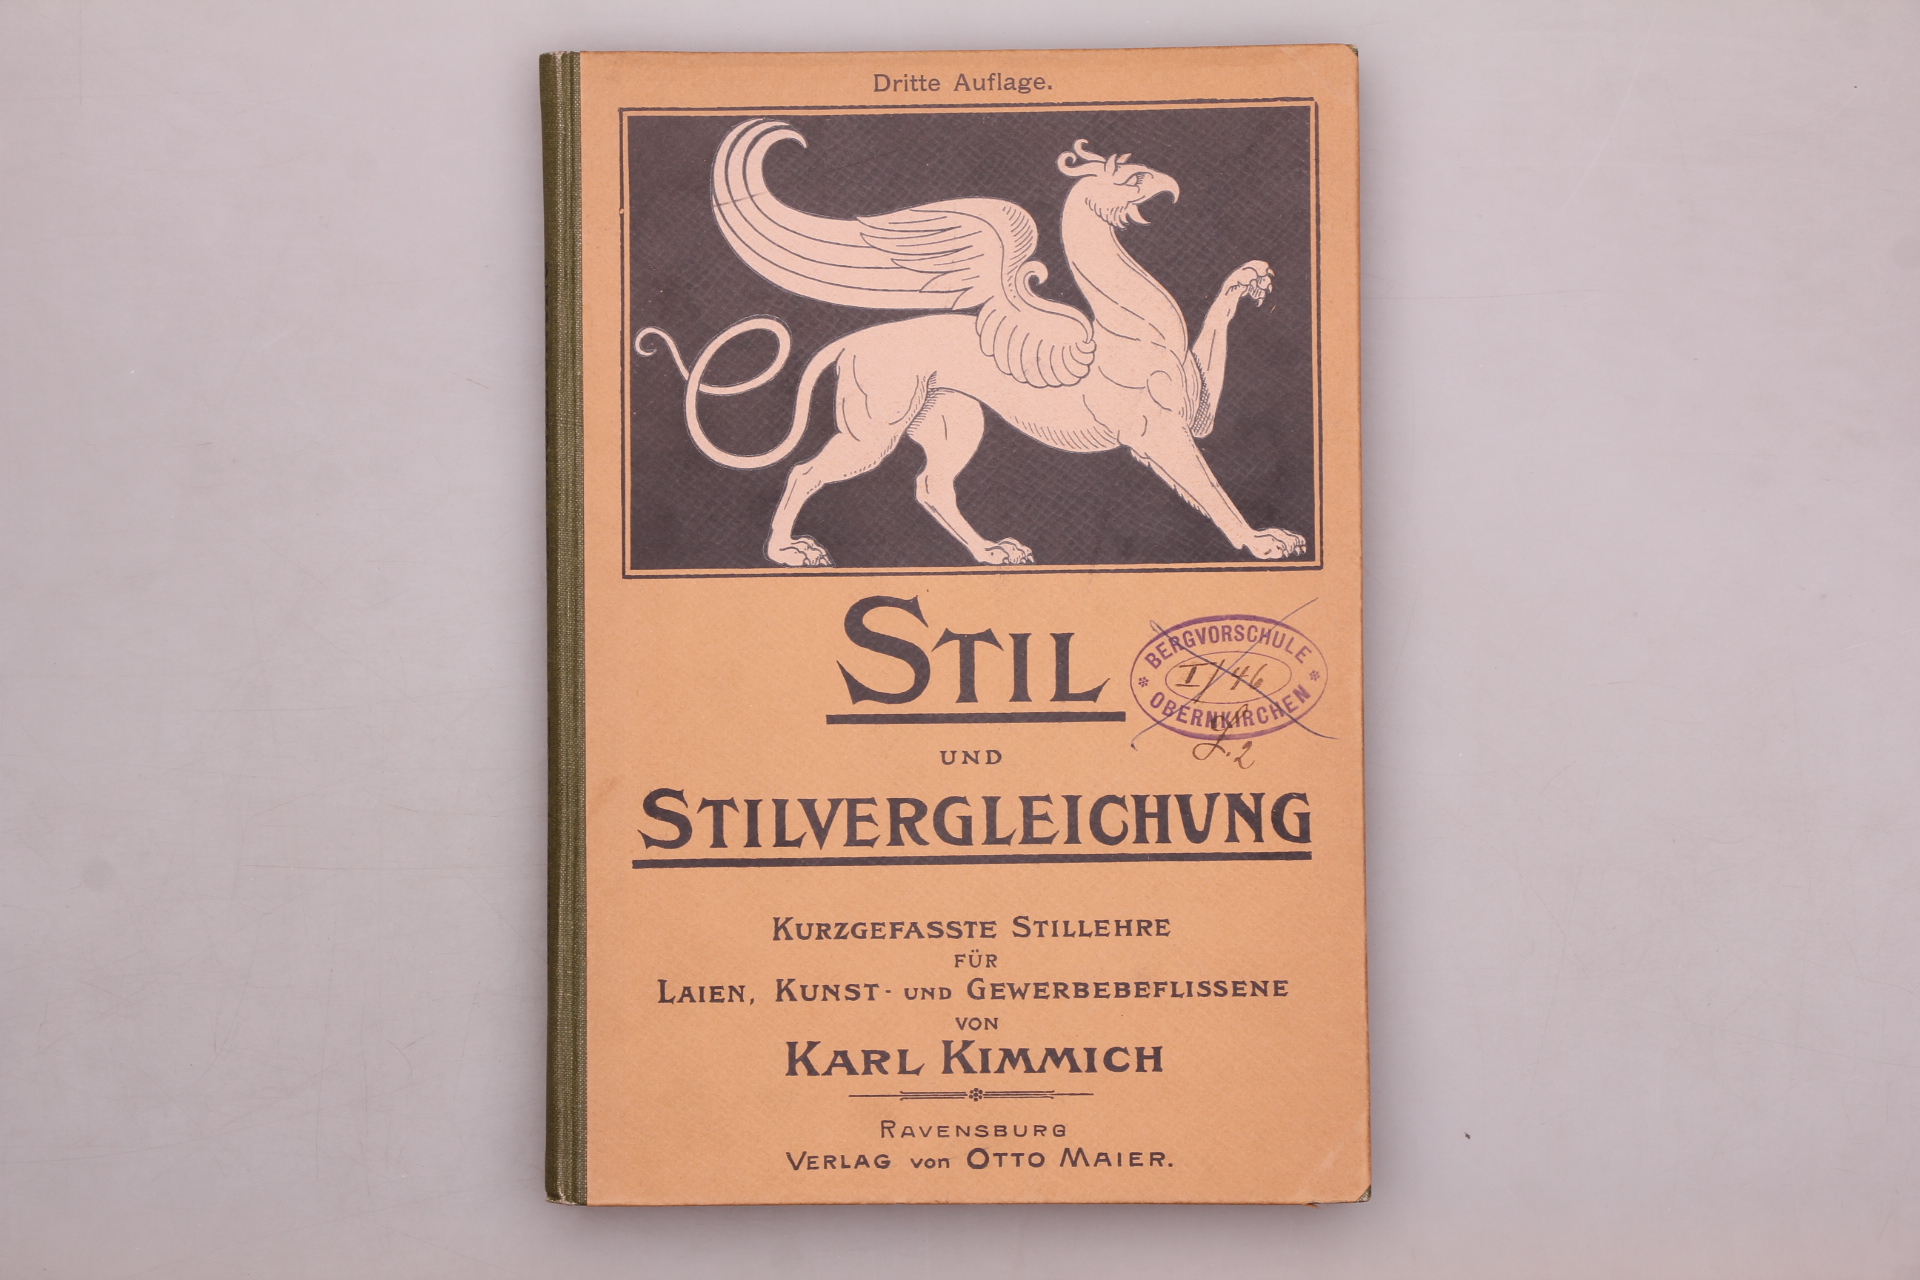 Dritte Auflage.
STIL
UND
STILVERGLEICHUNG
BERGVORSCHULE
I/46
OBERNKIRCHEN
KURZGEFASSTE STILLEHRE
FÜR
LAIEN, KUNST- UND GEWERBEBEFLISSENE
VON
KARL KIMMICH
RAVENSBURG
VERLAG von OTTO MAIER.